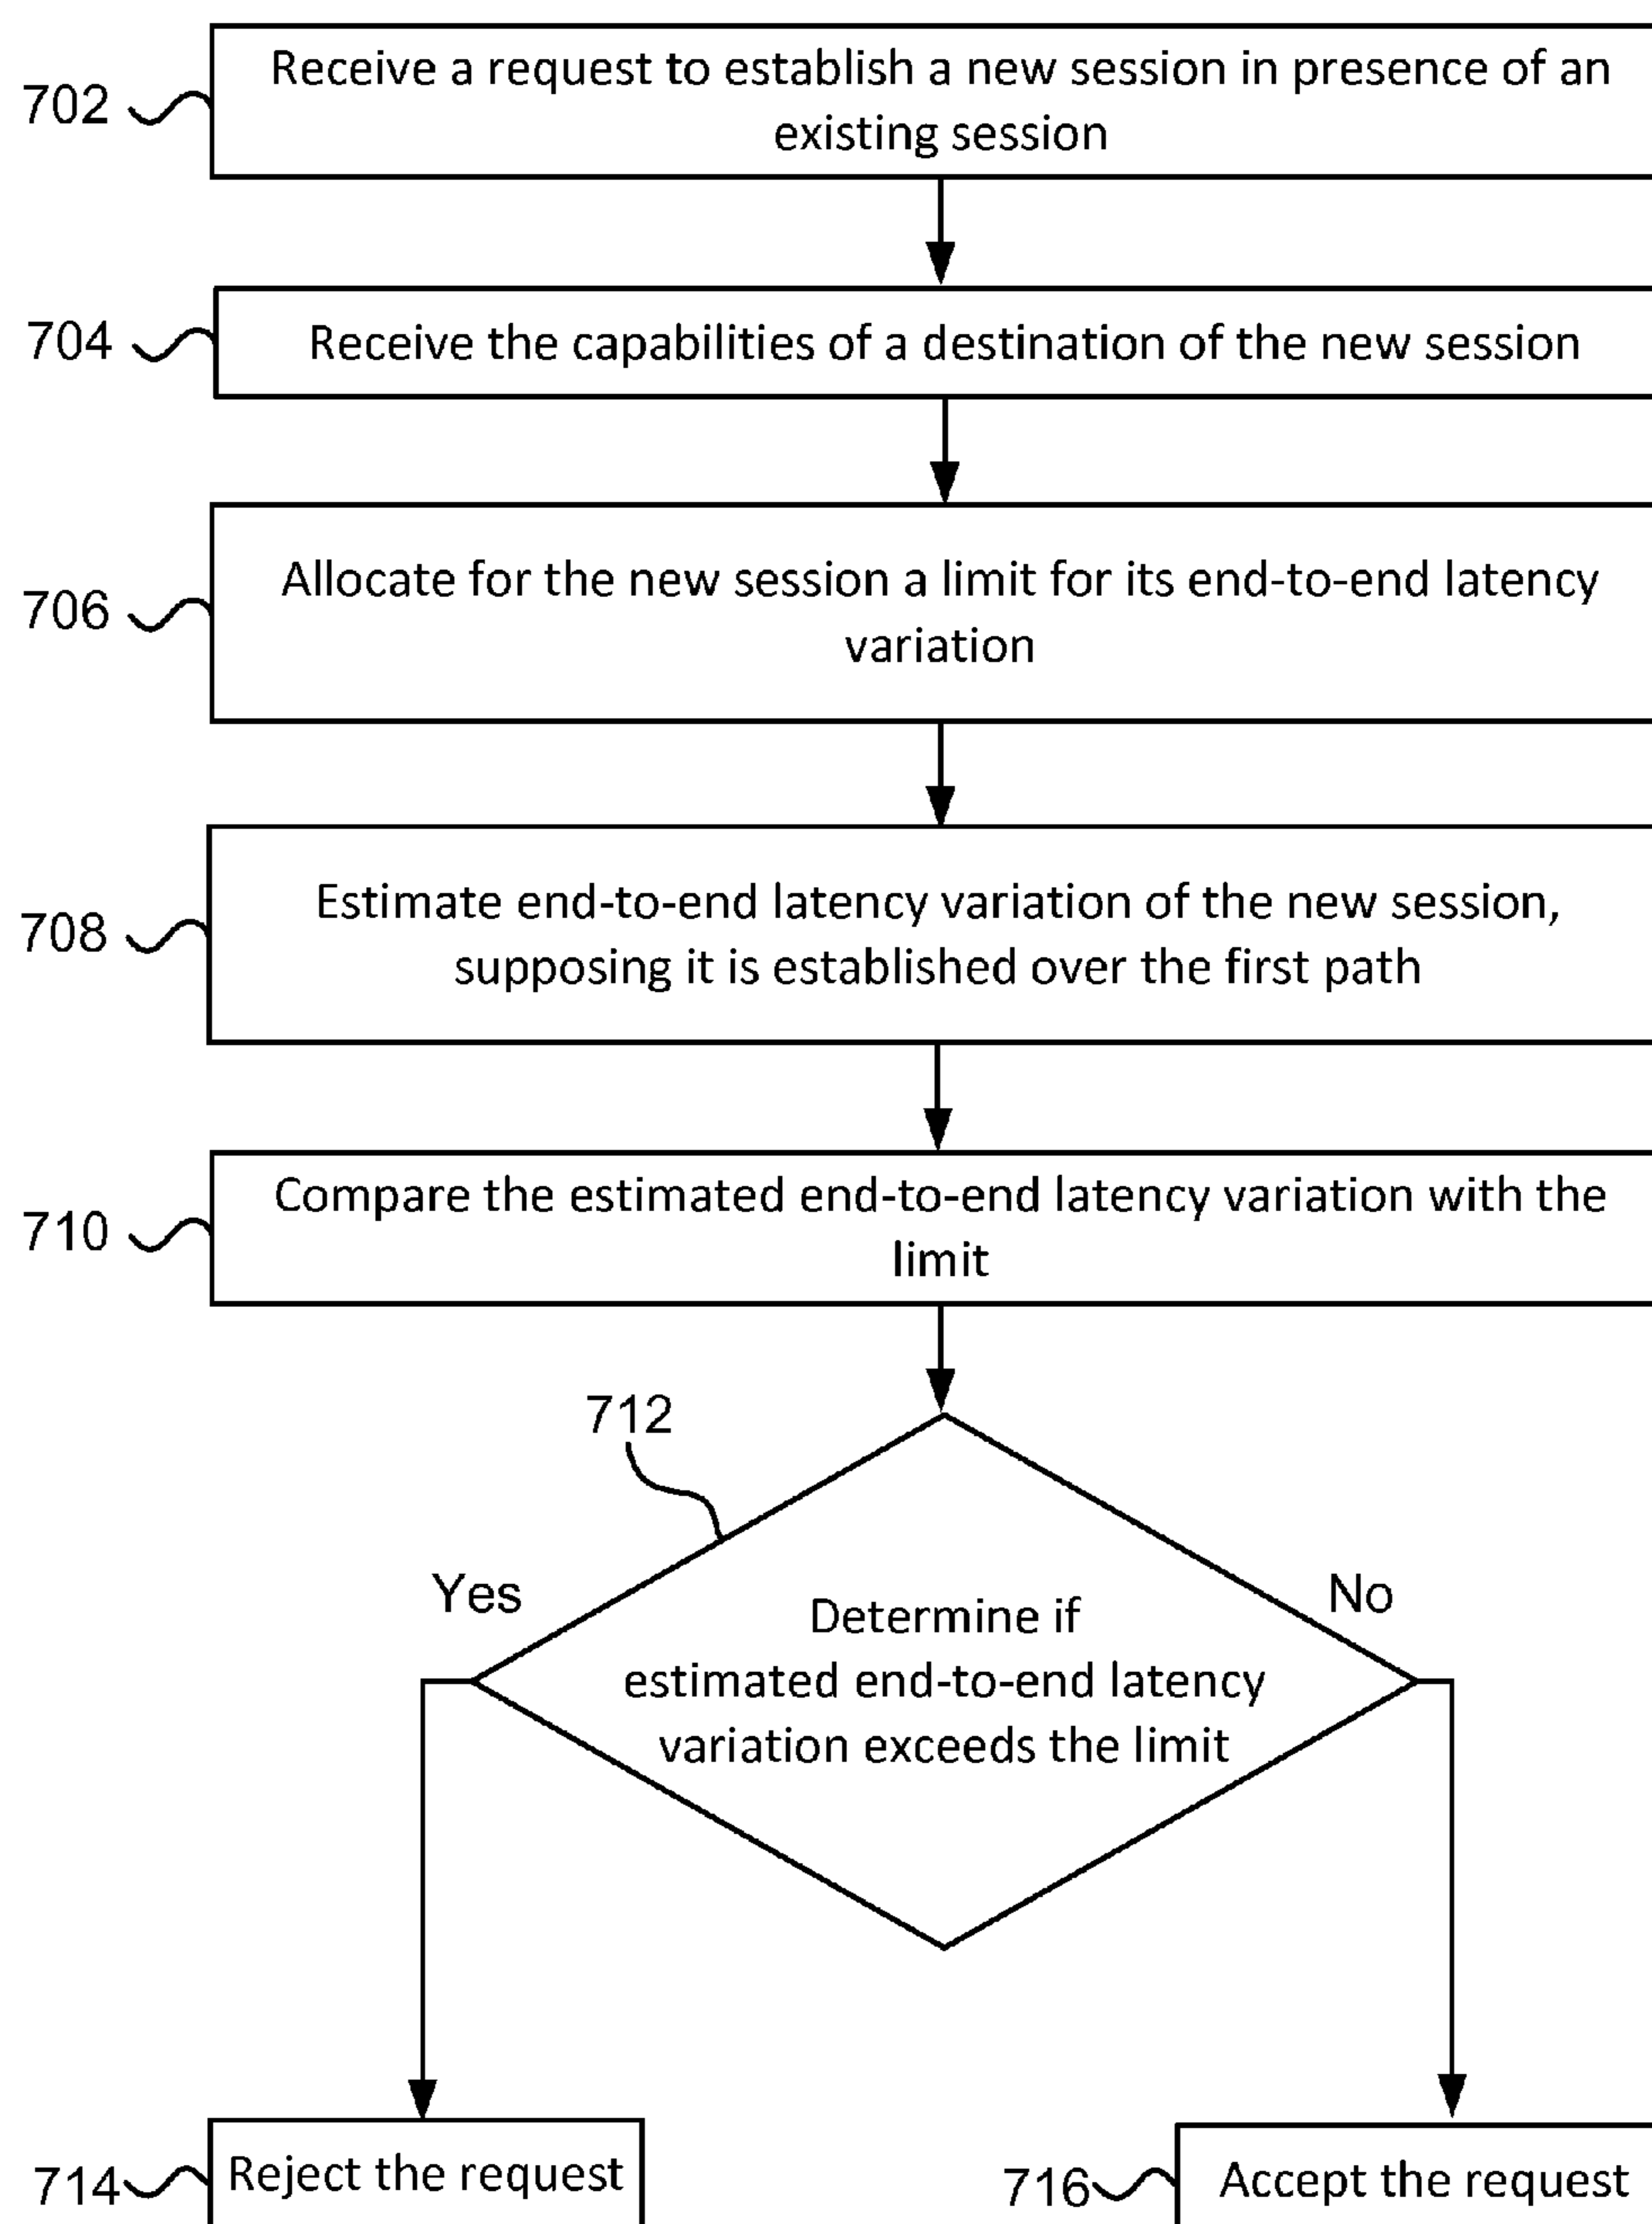 702
Receive a request to establish a new session in presence of an
existing session
704
Receive the capabilities of a destination of the new session
706
Allocate for the new session a limit for its end-to-end latency
variation
708
Estimate end-to-end latency variation of the new session,
supposing it is established over the first path
710
Compare the estimated end-to-end latency variation with the
limit
712
Yes
No
Determine if
estimated end-to-end latency
variation exceeds the limit
714
Reject the request
716
Accept the request